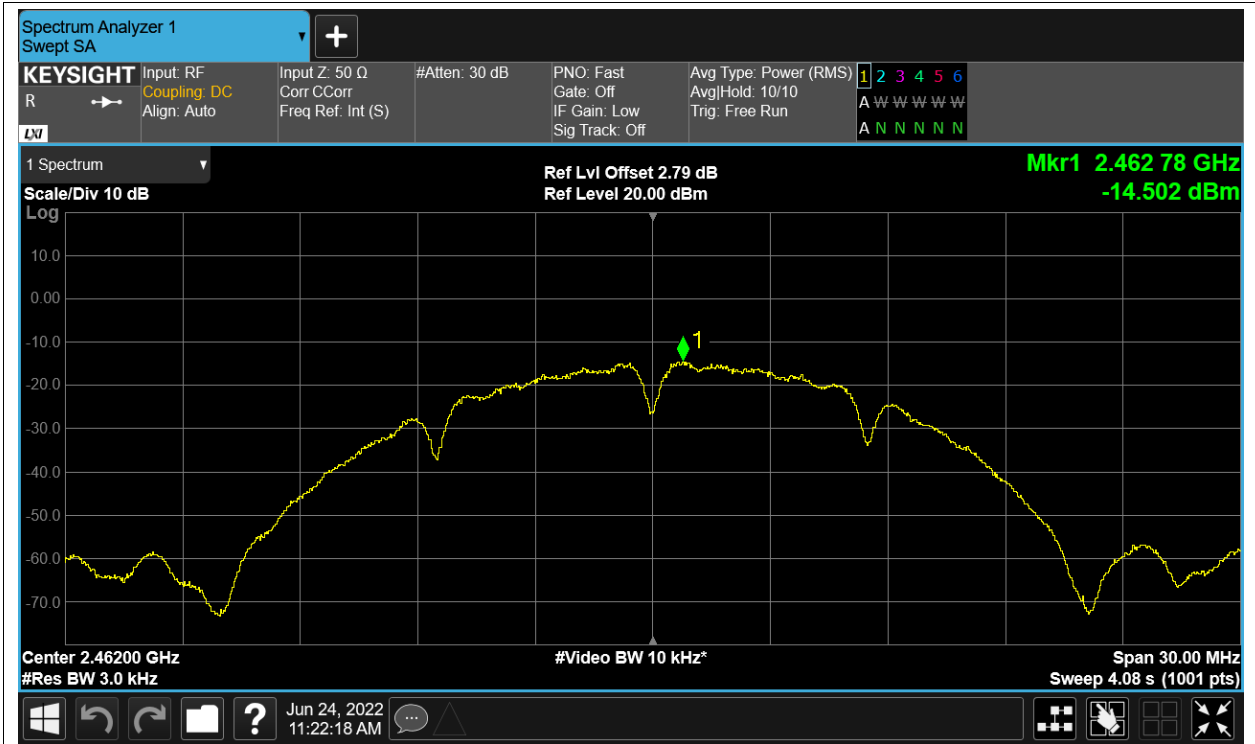 Spectrum Analyzer 1
Swept SA
+
KEYSIGHT
R
LXI
Input: RF
Coupling: DC
Align: Auto
Input Z: 50 Ω
Corr CCorr
Freq Ref: Int (S)
#Atten: 30 dB
PNO: Fast
Gate: Off
IF Gain: Low
Sig Track: Off
Avg Type: Power (RMS)
Avg|Hold: 10/10
Trig: Free Run
1 2 3 4 5 6
A W W W W W
A N N N N N
1 Spectrum
Scale/Div 10 dB
Ref Lvl Offset 2.79 dB
Ref Level 20.00 dBm
Mkr1 2.462 78 GHz
-14.502 dBm
Log
10.0
0.00
-10.0
-20.0
-30.0
-40.0
-50.0
-60.0
-70.0
1
Center 2.46200 GHz
#Res BW 3.0 kHz
#Video BW 10 kHz*
Span 30.00 MHz
Sweep 4.08 s (1001 pts)
?
Jun 24, 2022
11:22:18 AM